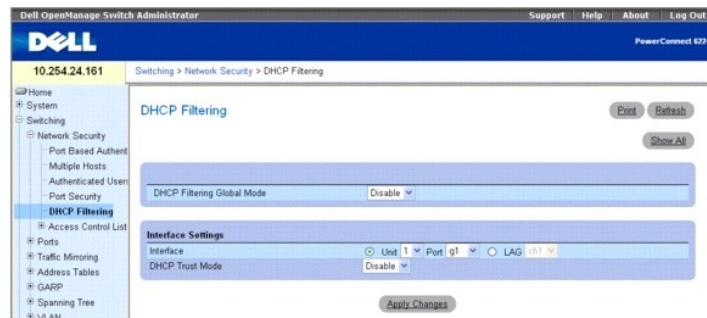 Dell OpenManage Switch Administrator
Support Help About Log Out
DELL
PowerConnect 622
10.254.24.161
Switching > Network Security > DHCP Filtering
Home
System
Switching
Network Security
Port Based Authent
Multiple Hosts
Authenticated User
Port Security
DHCP Filtering
Access Control List
Ports
Traffic Mirroring
Address Tables
GARP
Spanning Tree
VLAN
DHCP Filtering
Print Refresh
Show All
DHCP Filtering Global Mode Disable
Interface Settings
Interface Unit 1 Port g1 LAG ch1
DHCP Trust Mode Disable
Apply Changes